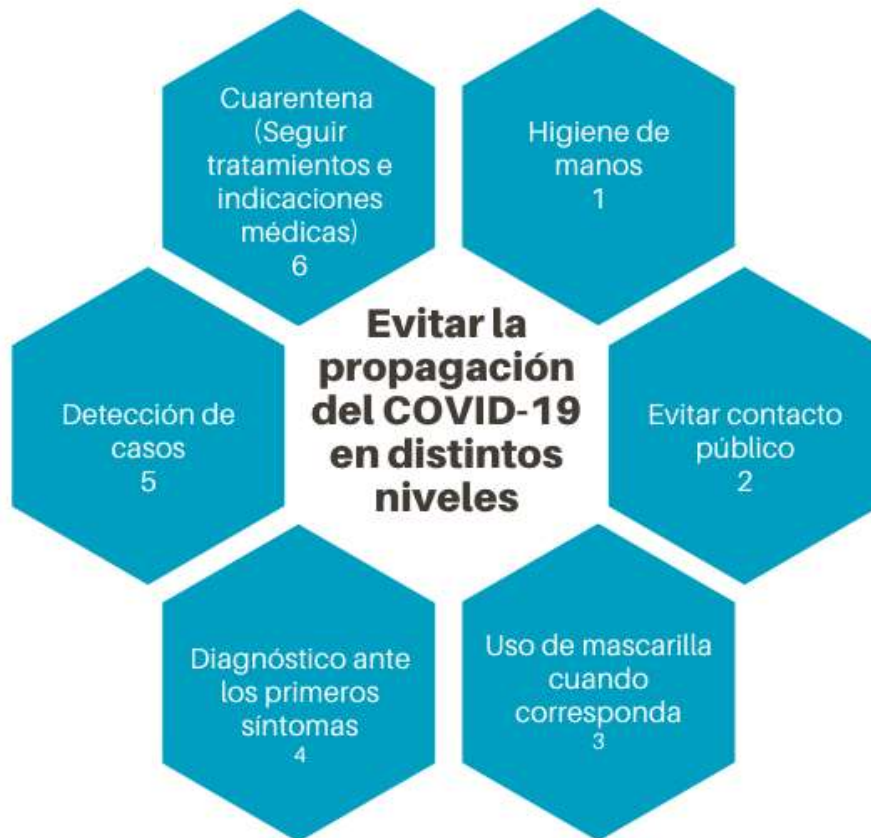 Evitar la
propagación
del COVID-19
en distintos
niveles
Higiene de
manos
1
Evitar contacto
público
2
Uso de mascarilla
cuando
corresponda
3
Diagnóstico ante
los primeros
síntomas
4
Detección de
casos
5
Cuarentena
(Seguir
tratamientos e
indicaciones
médicas)
6